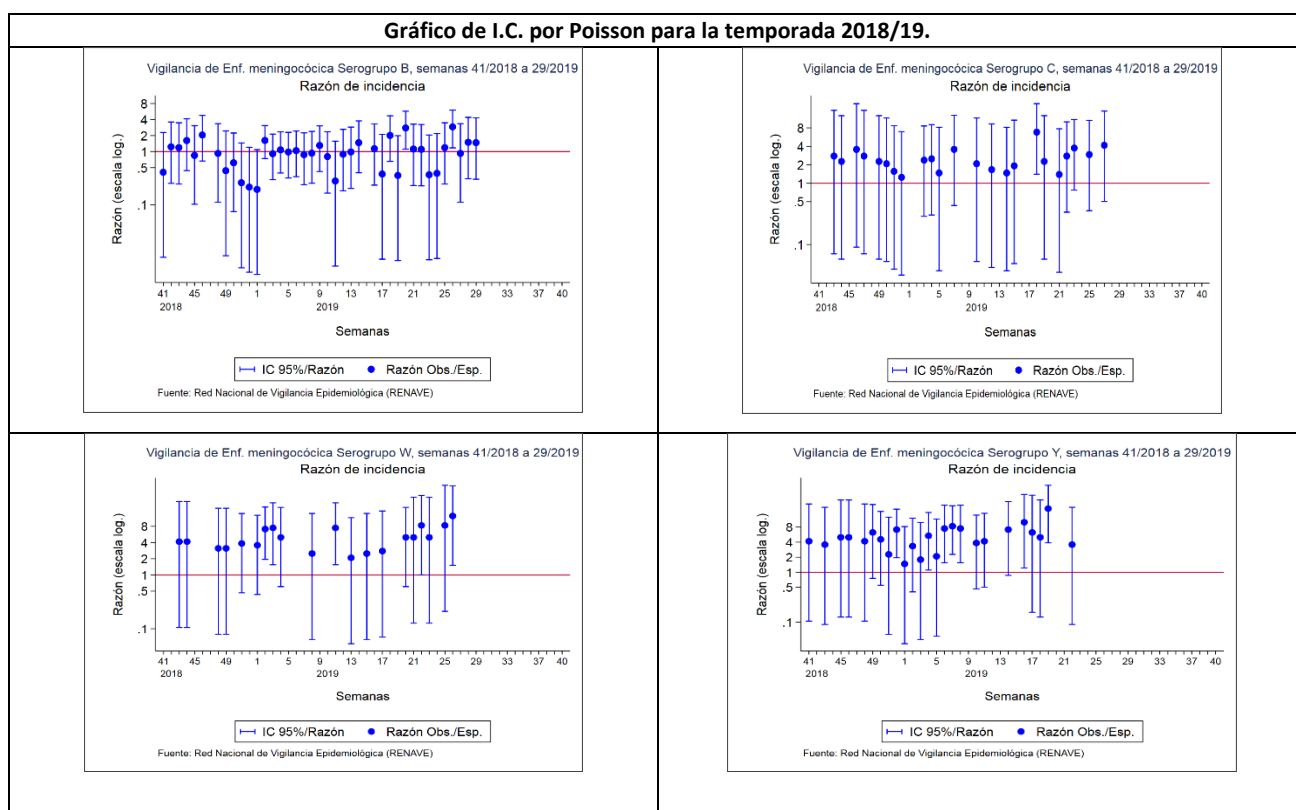 Gráfico de I.C. por Poisson para la temporada 2018/19.
Vigilancia de Enf. meningocócica Serogrupo B, semanas 41/2018 a 29/2019
Razón de incidencia
Razón (escala log.)
8
4
2
1
.5
.1
41 45 49 1 5 9 13 17 21 25 29 33 37 40
2018 2019
Semanas
IC 95%/Razón Razón Obs./Esp.
Fuente: Red Nacional de Vigilancia Epidemiológica (RENAVE)
Vigilancia de Enf. meningocócica Serogrupo C, semanas 41/2018 a 29/2019
Razón de incidencia
Razón (escala log.)
8
4
2
1
.5
.1
41 45 49 1 5 9 13 17 21 25 29 33 37 40
2018 2019
Semanas
IC 95%/Razón Razón Obs./Esp.
Fuente: Red Nacional de Vigilancia Epidemiológica (RENAVE)
Vigilancia de Enf. meningocócica Serogrupo W, semanas 41/2018 a 29/2019
Razón de incidencia
Razón (escala log.)
8
4
2
1
.5
.1
41 45 49 1 5 9 13 17 21 25 29 33 37 40
2018 2019
Semanas
IC 95%/Razón Razón Obs./Esp.
Fuente: Red Nacional de Vigilancia Epidemiológica (RENAVE)
Vigilancia de Enf. meningocócica Serogrupo Y, semanas 41/2018 a 29/2019
Razón de incidencia
Razón (escala log.)
8
4
2
1
.5
.1
41 45 49 1 5 9 13 17 21 25 29 33 37 40
2018 2019
Semanas
IC 95%/Razón Razón Obs./Esp.
Fuente: Red Nacional de Vigilancia Epidemiológica (RENAVE)